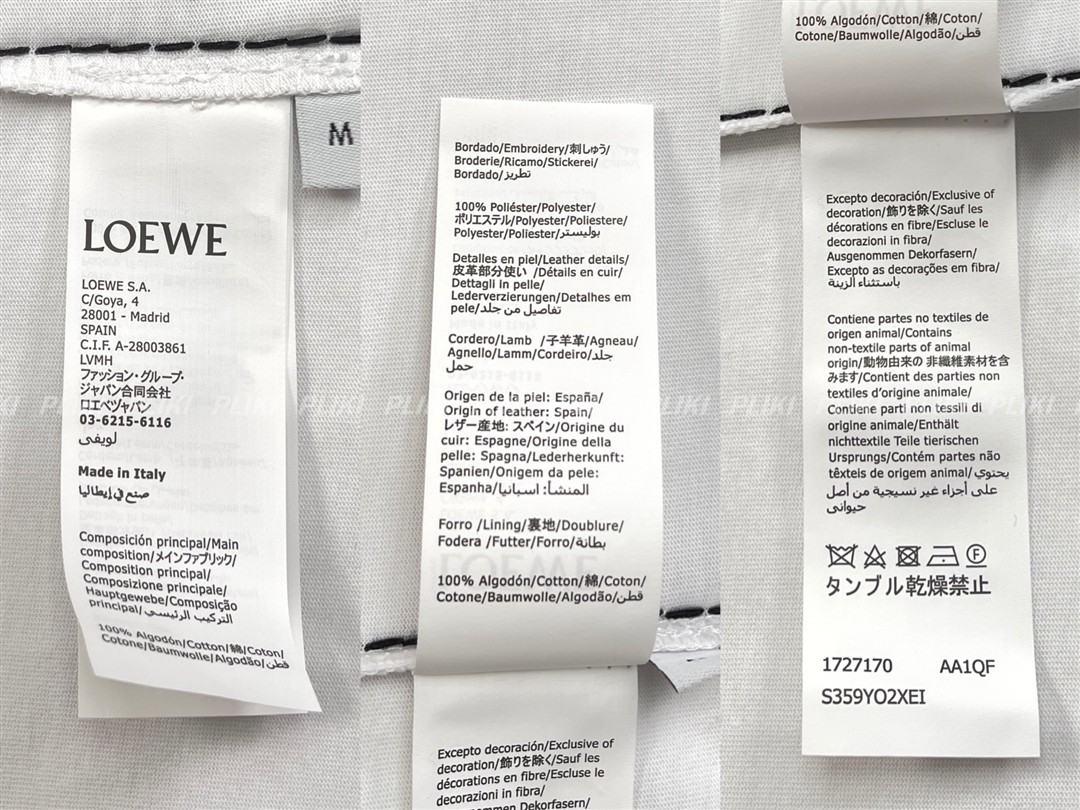 LOEWE
LOEWE S.A.
C/Goya, 4
28001 - Madrid
SPAIN
C.I.F. A-28003861
LVMH
ファッション・グループ・
ジャパン合同会社
ロエベジャパン
03-6215-6116
لويفي
Made in Italy
صنع في إيطاليا
Composición principal/Main
composition/メインファブリック/
Composition principal/
Composizione principale/
Hauptgewebe/Composição
principal/التركيب الرئيسي
100% Algodón/Cotton/綿/Coton/
Cotone/Baumwolle/Algodão/قطن
M
Bordado/Embroidery/刺しゅう/
Broderie/Ricamo/Stickerei/
Bordado/تطريز
100% Poliéster/Polyester/
ポリエステル/Polyester/Poliestere/
Polyester/Poliester/بوليستر
Detalles en piel/Leather details/
皮革部分使い /Détails en cuir/
Dettagli in pelle/
Lederverzierungen/Detalhes em
pele/تفاصيل من جلد
Cordero/Lamb /子羊革/Agneau/
Agnello/Lamm/Cordeiro/جلد
حمل
Origen de la piel: España/
Origin of leather: Spain/
レザー産地: スペイン/Origine du
cuir: Espagne/Origine della
pelle: Spagna/Lederherkunft:
Spanien/Origem da pele:
Espanha/المنشأ: اسبانيا
Forro /Lining/裏地/Doublure/
Fodera /Futter/Forro/بطانة
100% Algodón/Cotton/綿/Coton/
Cotone/Baumwolle/Algodão/قطن
Excepto decoración/Exclusive of
decoration/飾りを除く/Sauf les
décorations en fibre/Escluse le
decorazioni in fibra/
Ausgenommen Dekorfasern/
100% Algodón/Cotton/綿/Coton/
Cotone/Baumwolle/Algodão/قطن
Excepto decoración/Exclusive of
decoration/飾りを除く/Sauf les
décorations en fibre/Escluse le
decorazioni in fibra/
Ausgenommen Dekorfasern/
Excepto as decorações em fibra/
باستثناء الزينة
Contiene partes no textiles de
origen animal/Contains
non-textile parts of animal
origin/動物由来の 非繊維素材を含
みます/Contient des parties non
textiles d'origine animale/
Contiene parti non tessili di
origine animale/Enthält
nichttextile Teile tierischen
Ursprungs/Contém partes não
têxteis de origem animal/يحتوي
على أجزاء غير نسيجية من أصل
حيواني
P
タンブル乾燥禁止
1727170 AA1QF
S359YO2XEI
PLIKI